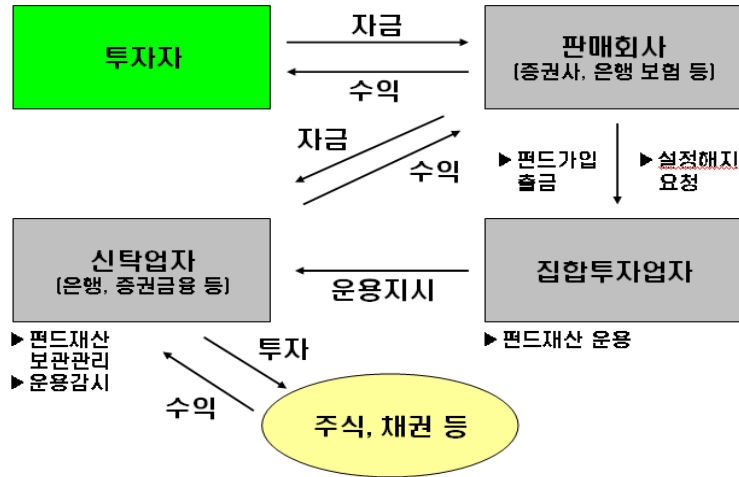 자금
투자자
판매회사
(증권사, 은행 보험 등)
수익
자금
수익
▶ 펀드가입
출금
▶ 설정해지
요청
신탁업자
(은행, 증권금융 등)
운용지시
집합투자업자
▶ 펀드재산
보관관리
▶ 운용감시
투자
▶ 펀드재산 운용
수익
주식, 채권 등